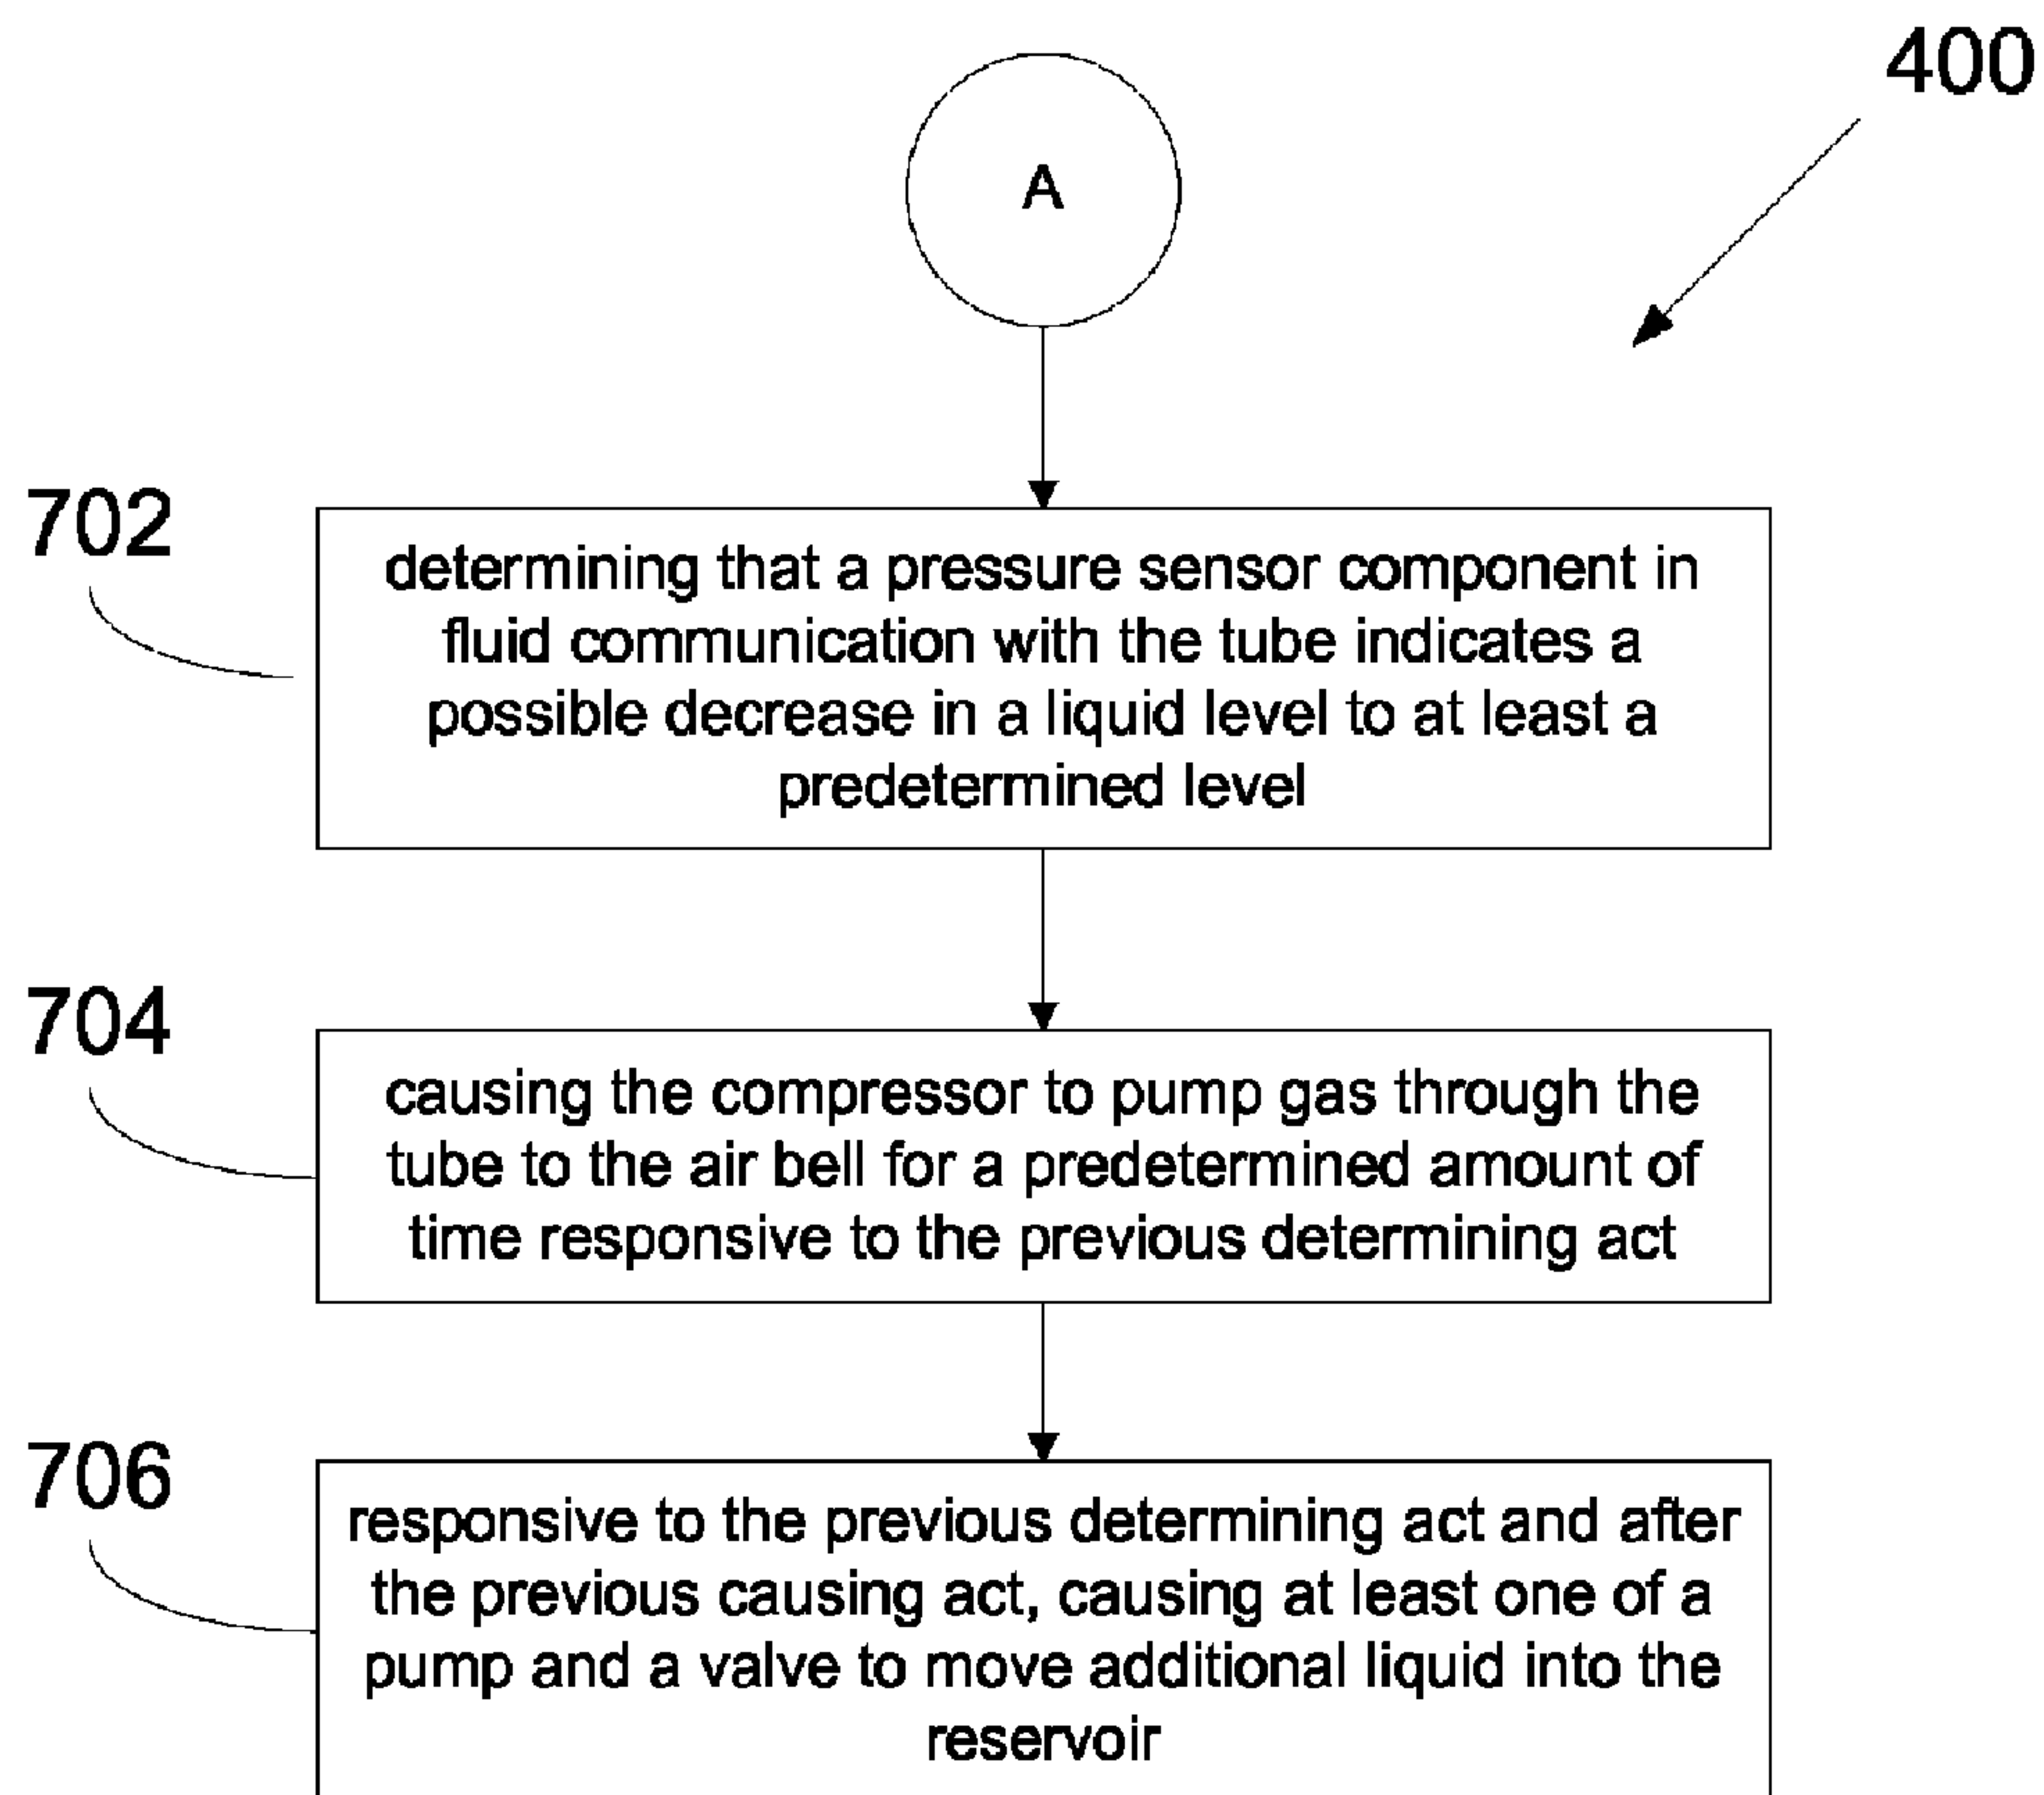 400
A
702
determining that a pressure sensor component in
fluid communication with the tube indicates a
possible decrease in a liquid level to at least a
predetermined level
704
causing the compressor to pump gas through the
tube to the air bell for a predetermined amount of
time responsive to the previous determining act
706
responsive to the previous determining act and after
the previous causing act, causing at least one of a
pump and a valve to move additional liquid into the
reservoir